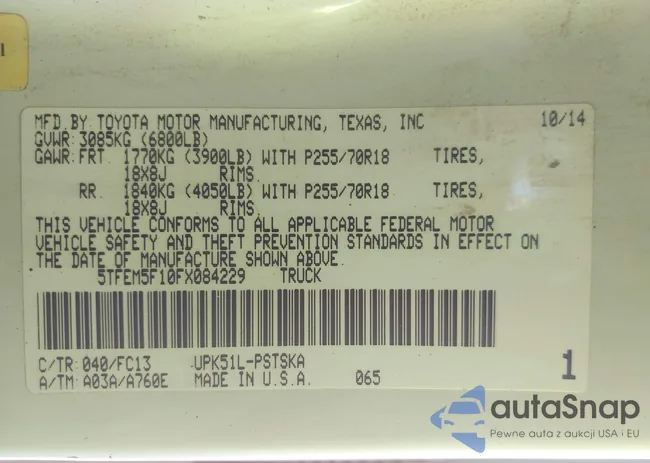 1
MFD.BY TOYOTA MOTOR MANUFACTURING, TEXAS, INC 10/14
GVWR: 3085KG (6800LB)
GAWR: FRT. 1770KG (3900LB) WITH P255/70R18 TIRES,
18X8J RIMS.
RR. 1840KG (4050LB) WITH P255/70R18 TIRES,
18X8J RIMS.
THIS VEHICLE CONFORMS TO ALL APPLICABLE FEDERAL MOTOR
VEHICLE SAFETY AND THEFT PREVENTION STANDARDS IN EFFECT ON
THE DATE OF MANUFACTURE SHOWN ABOVE.
5TFEM5F10FX084229 TRUCK
C/TR: 040/FC13 UPK51L-PSTSKA
A/TM: A03A/A760E MADE IN U.S.A. 065 1
autaSnap
Pewne auta z aukcji USA i EU